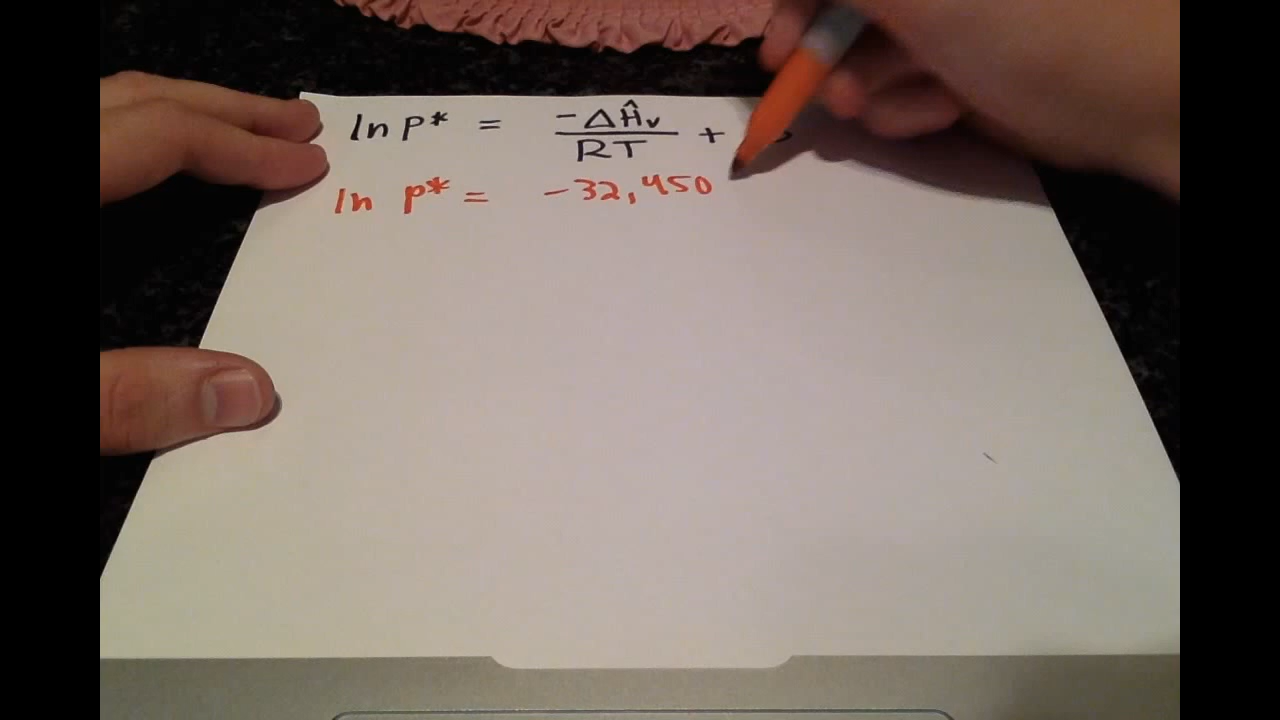 ln P* = -ΔĤv/RT +
ln P* = -32,450